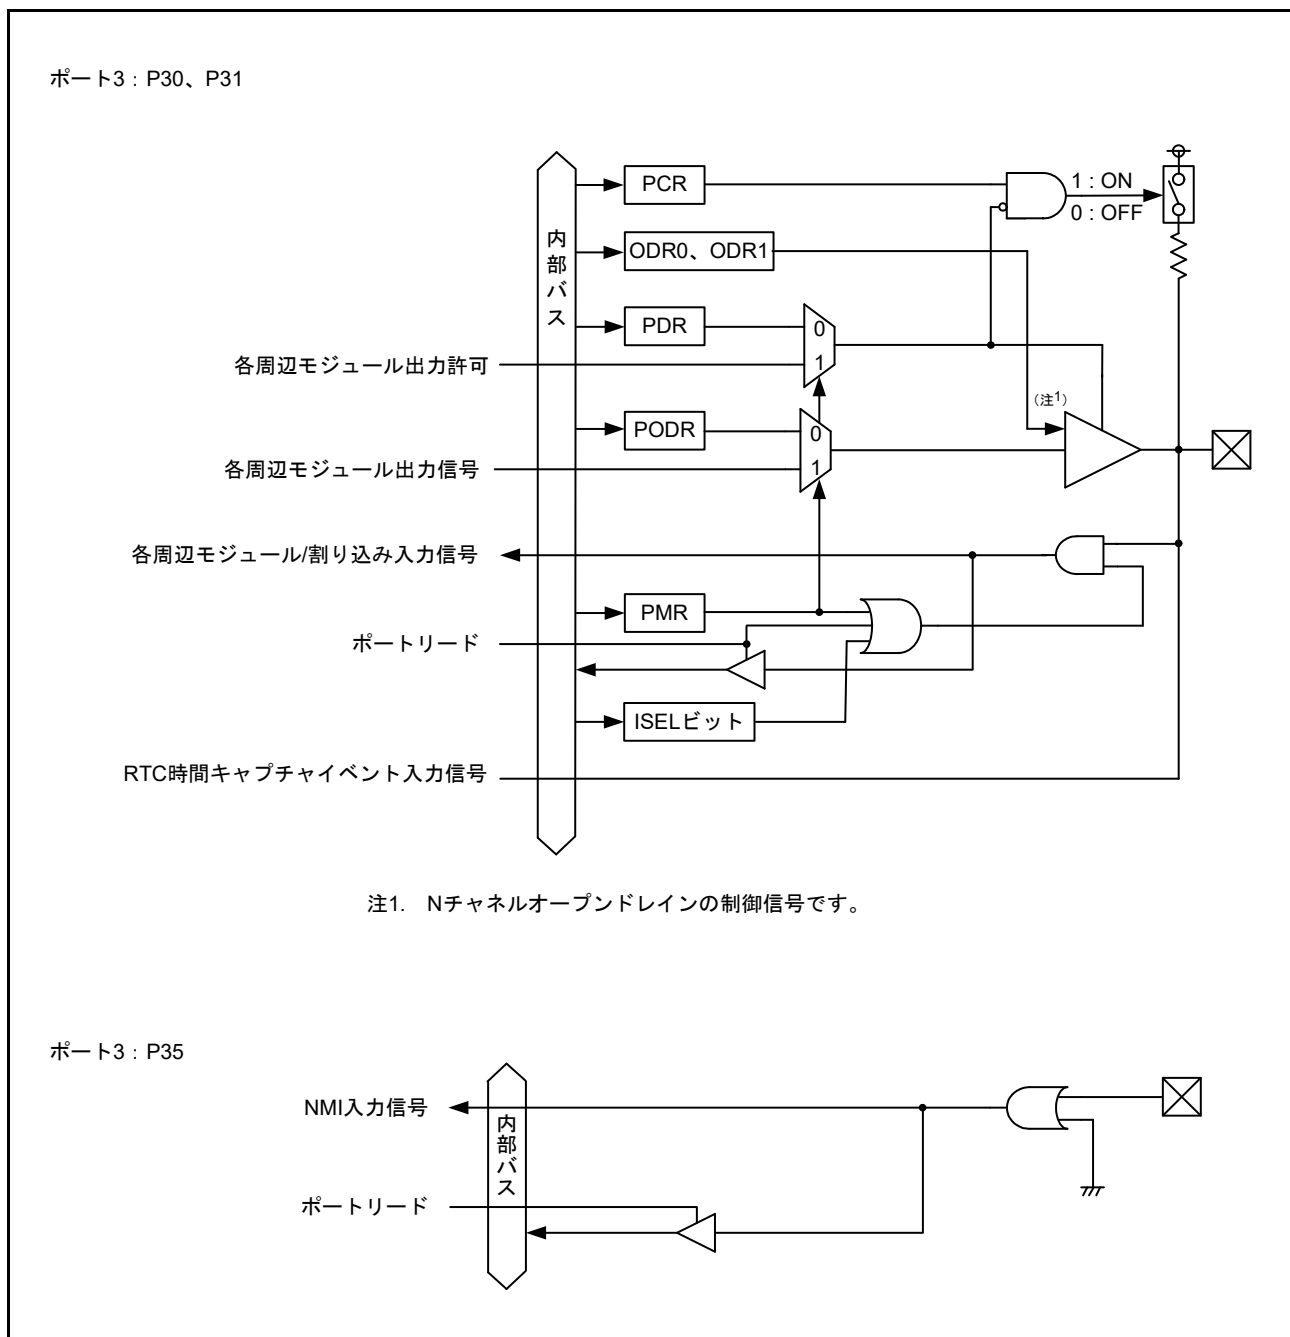 ポート3：P30、P31
PCR
1 : ON
0 : OFF
内部バス
ODR0、ODR1
PDR
0
1
各周辺モジュール出力許可
（注1）
PODR
0
1
各周辺モジュール出力信号
各周辺モジュール/割り込み入力信号
PMR
ポートリード
ISELビット
RTC時間キャプチャイベント入力信号
注1. Nチャネルオープンドレインの制御信号です。
ポート3：P35
NMI入力信号
内部バス
ポートリード